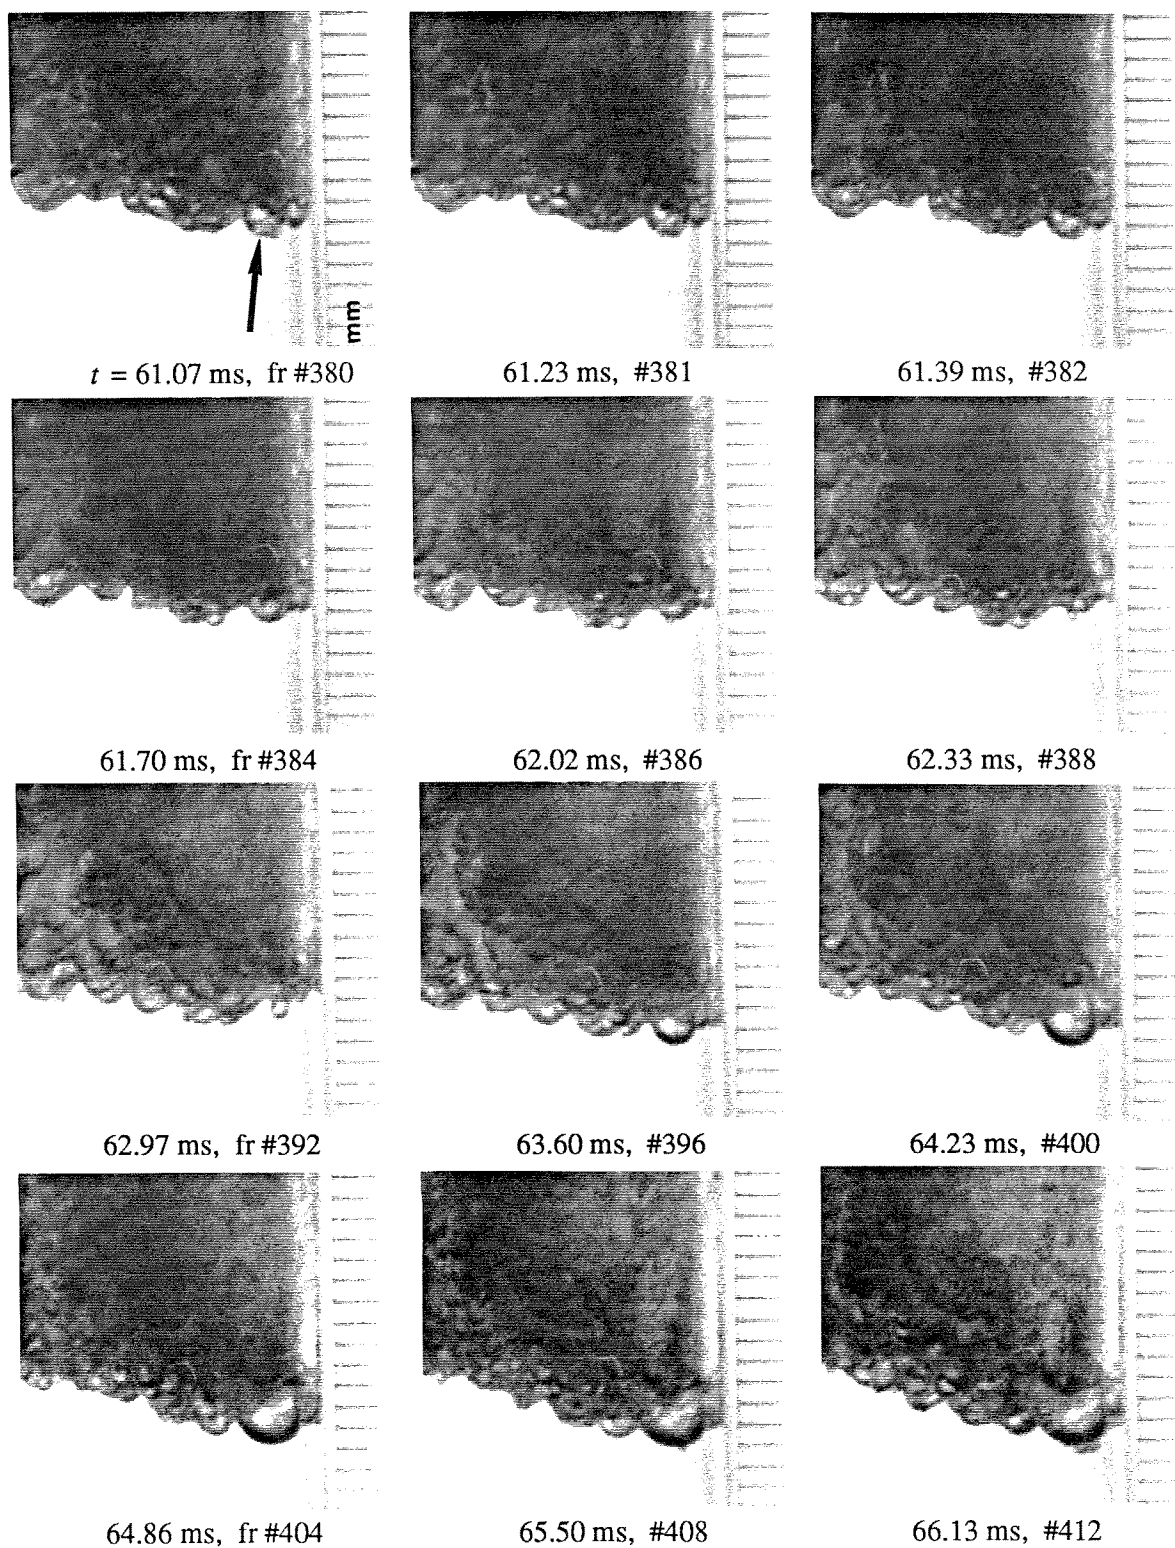 mm
t = 61.07 ms, fr #380
61.23 ms, #381
61.39 ms, #382
61.70 ms, fr #384
62.02 ms, #386
62.33 ms, #388
62.97 ms, fr #392
63.60 ms, #396
64.23 ms, #400
64.86 ms, fr #404
65.50 ms, #408
66.13 ms, #412